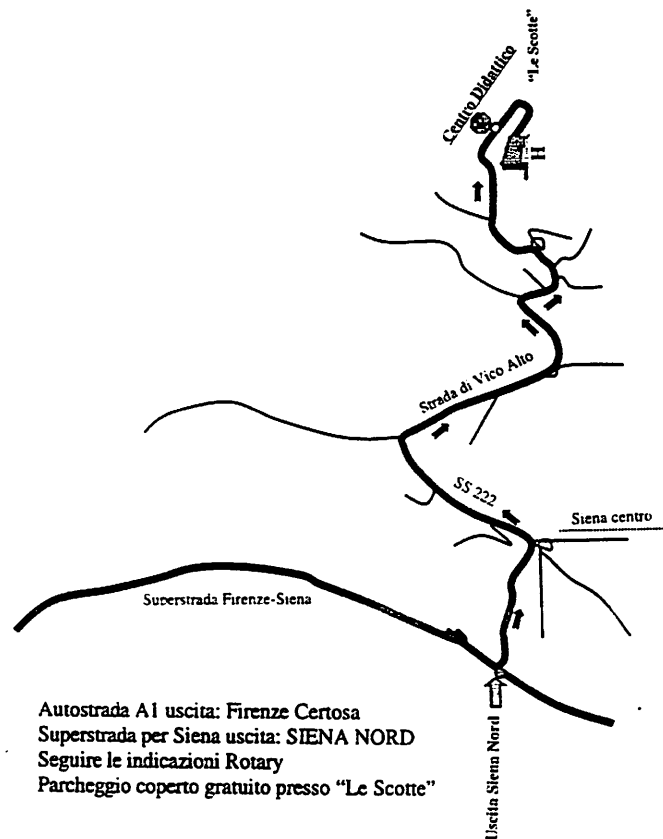 "Le Scotte"
Centro Didattico
H
Strada di Vico Alto
SS 222
Siena centro
Superstrada Firenze-Siena
Uscita Siena Nord
Autostrada A1 uscita: Firenze Certosa
Superstrada per Siena uscita: SIENA NORD
Seguire le indicazioni Rotary
Parcheggio coperto gratuito presso "Le Scotte"